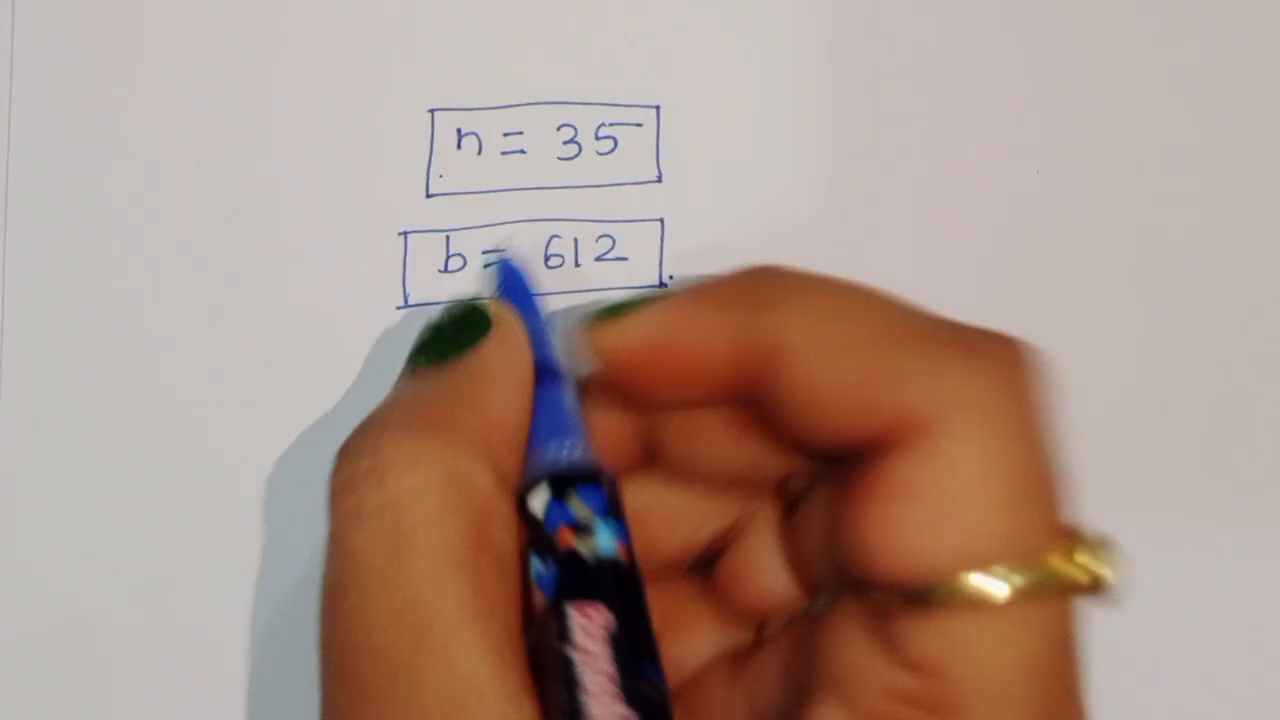 n = 35
b = 612